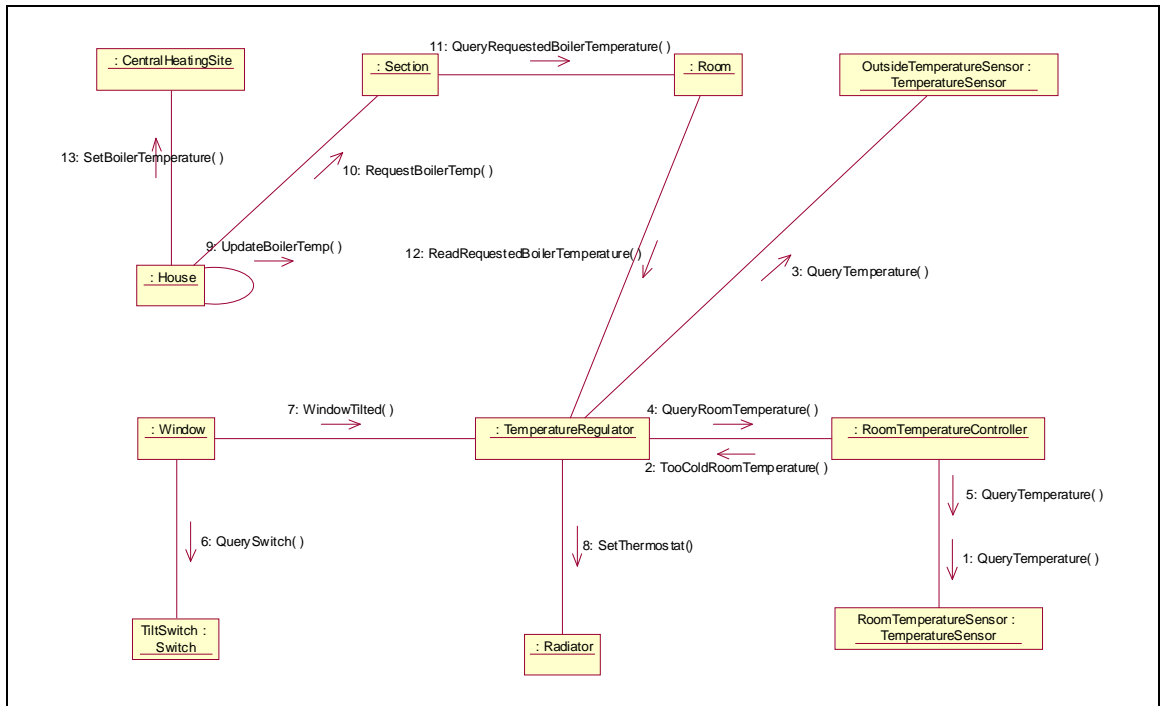 11: QueryRequestedBoilerTemperature( )
: CentralHeatingSite
: Section
: Room
OutsideTemperatureSensor :
TemperatureSensor
13: SetBoilerTemperature( )
10: RequestBoilerTemp( )
9: UpdateBoilerTemp( )
12: ReadRequestedBoilerTemperature( )
3: QueryTemperature( )
: House
7: WindowTilted( )
4: QueryRoomTemperature( )
: Window
: TemperatureRegulator
: RoomTemperatureController
2: TooColdRoomTemperature( )
5: QueryTemperature( )
6: QuerySwitch( )
8: SetThermostat()
1: QueryTemperature( )
TiltSwitch :
Switch
: Radiator
RoomTemperatureSensor :
TemperatureSensor